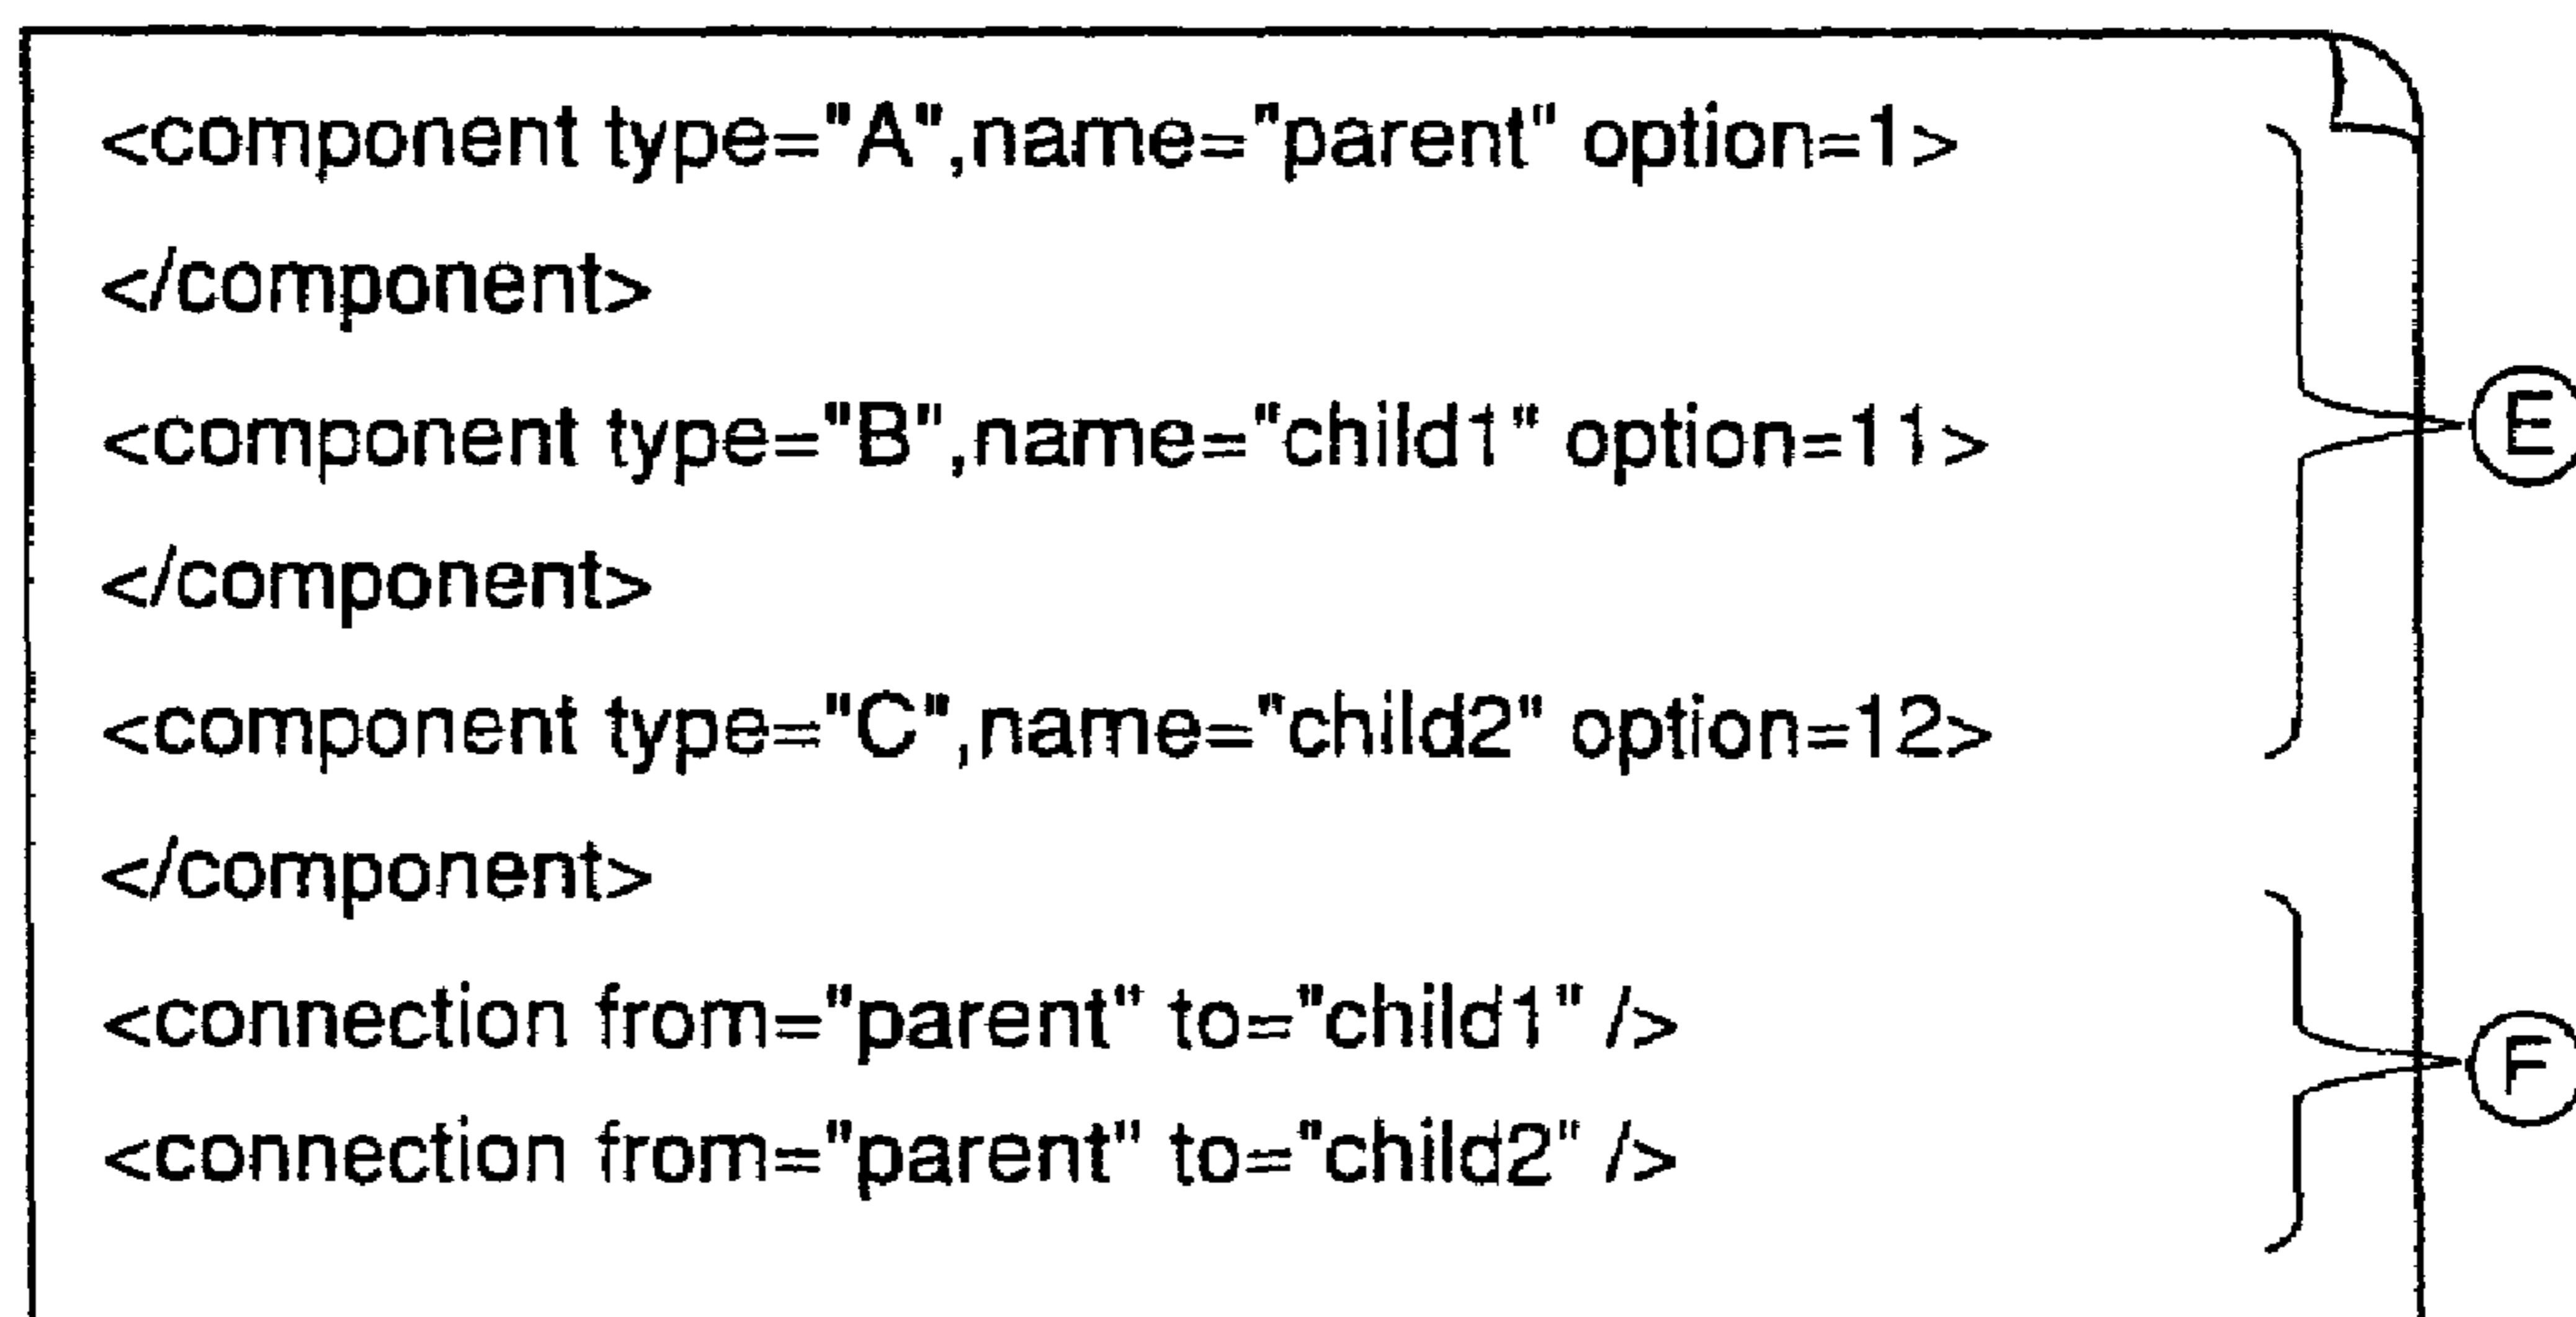 <component type="A",name="parent" option=1>
</component>
<component type="B",name="child1" option=11>
</component>
E
<component type="C",name="child2" option=12>
</component>
<connection from="parent" to="child1" />
F
<connection from="parent" to="child2" />